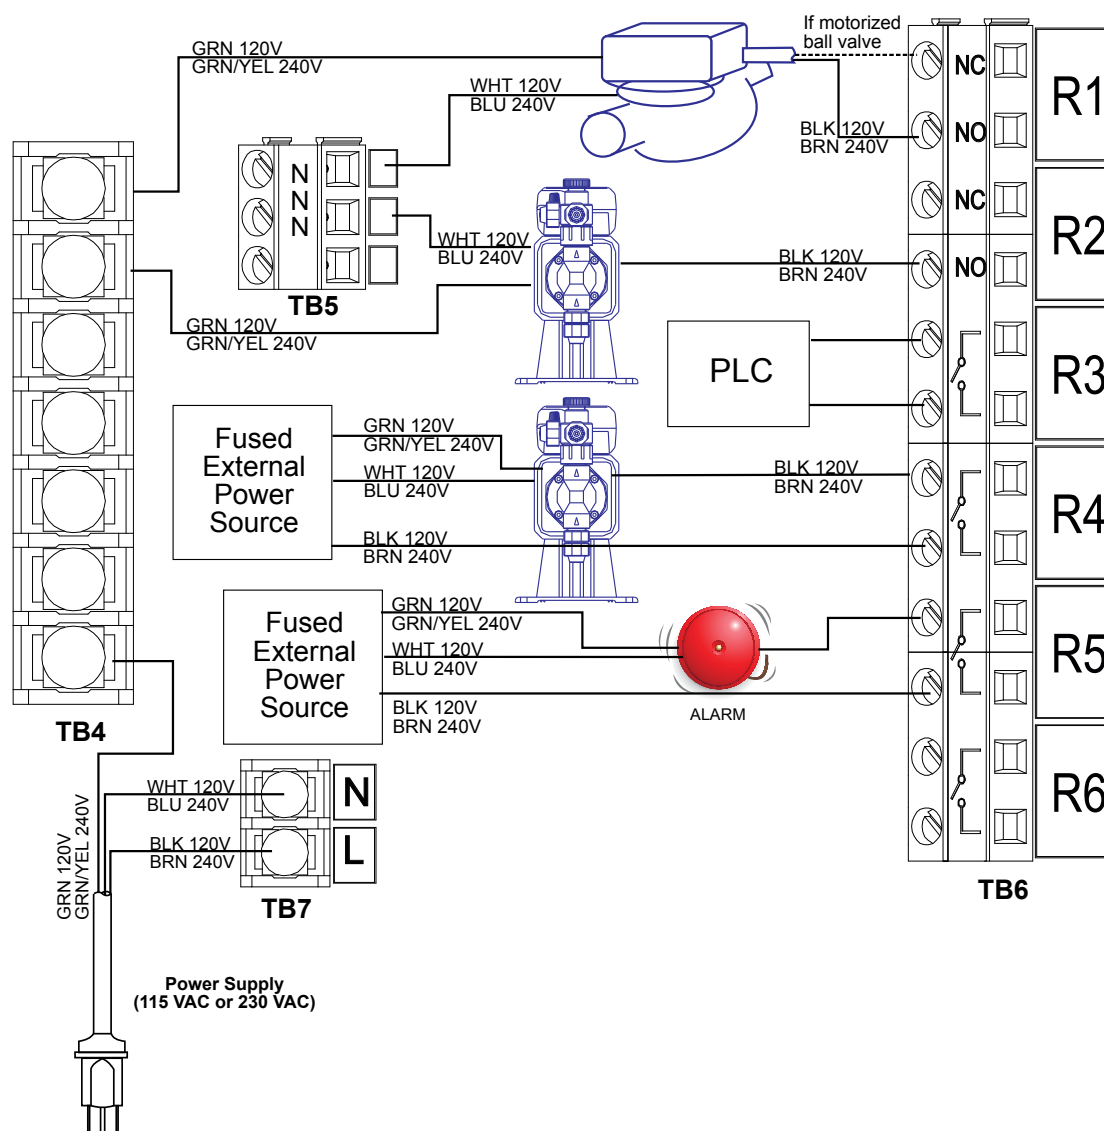 If motorized
ball valve
GRN 120V
GRN/YEL 240V
WHT 120V
BLU 240V
NC
R1
BLK 120V
BRN 240V
NO
N
N
N
NC
R2
WHT 120V
BLU 240V
BLK 120V
BRN 240V
NO
TB5
GRN 120V
GRN/YEL 240V
PLC
R3
Fused
External
Power
Source
GRN 120V
GRN/YEL 240V
WHT 120V
BLU 240V
BLK 120V
BRN 240V
R4
BLK 120V
BRN 240V
Fused
External
Power
Source
GRN 120V
GRN/YEL 240V
WHT 120V
BLU 240V
BLK 120V
BRN 240V
ALARM
R5
TB4
WHT 120V
BLU 240V
N
R6
BLK 120V
BRN 240V
L
GRN 120V
GRN/YEL 240V
TB7
TB6
Power Supply
(115 VAC or 230 VAC)